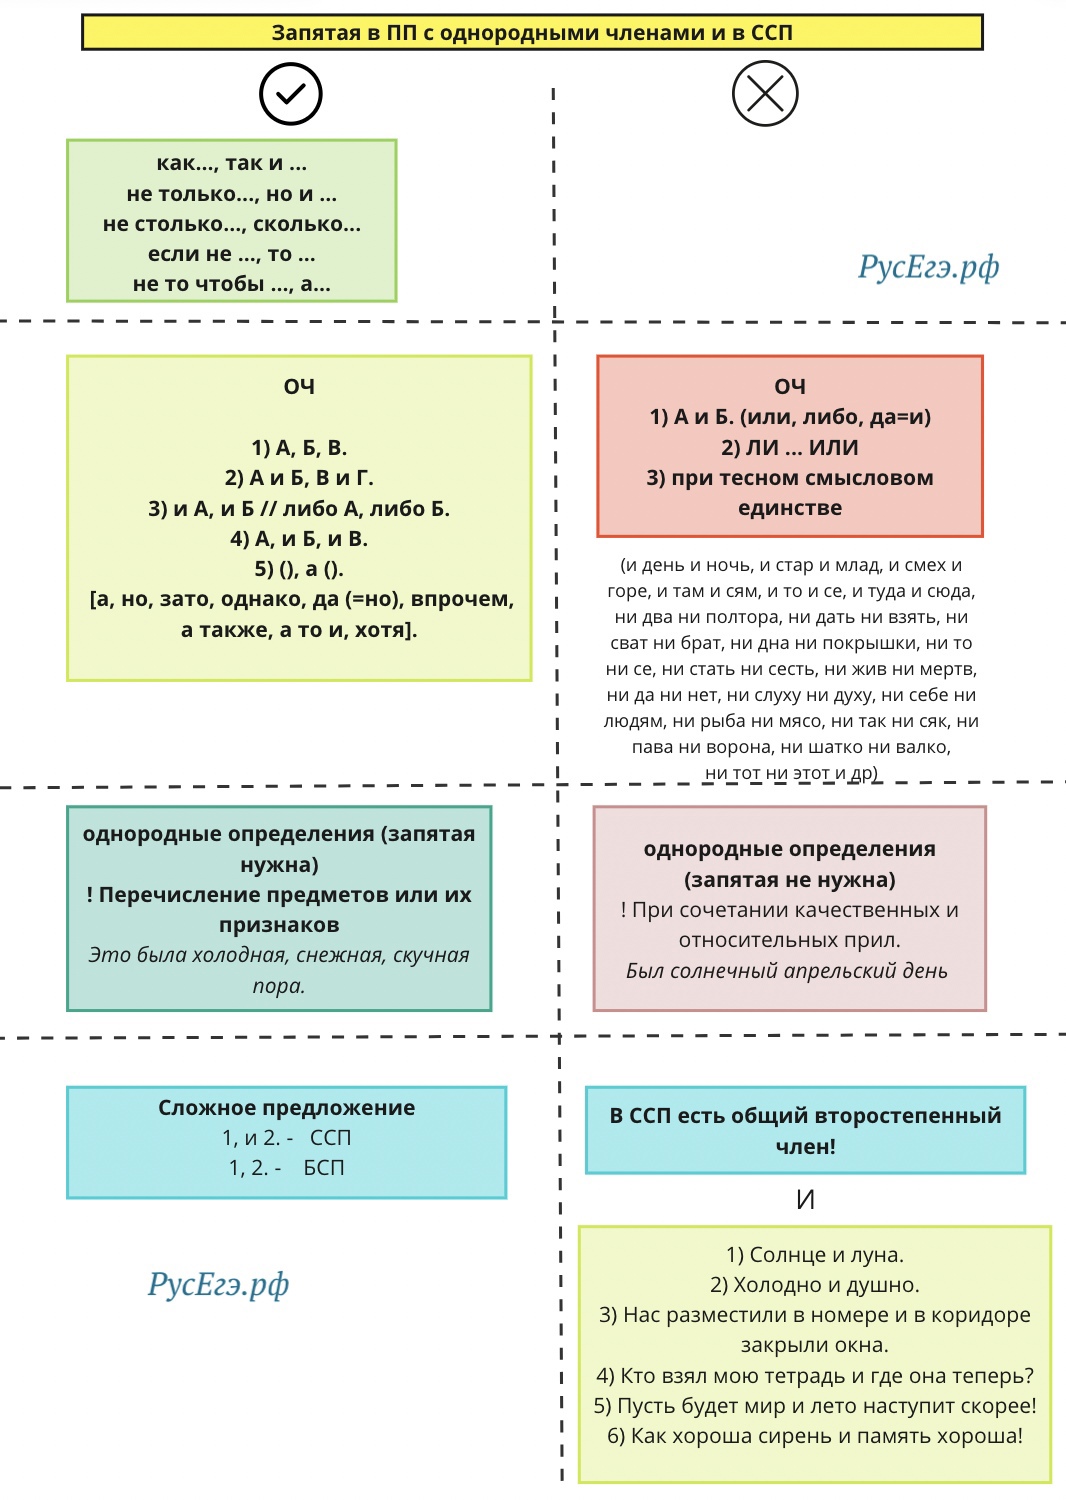 Запятая в ПП с однородными членами и в ССП
как..., так и ...
не только..., но и ...
не столько..., сколько...
если не ..., то ...
не то чтобы ..., а...
РусЕгэ.рф
ОЧ
1) А, Б, В.
2) А и Б, В и Г.
3) и А, и Б // либо А, либо Б.
4) А, и Б, и В.
5) (), а ().
[а, но, зато, однако, да (=но), впрочем,
а также, а то и, хотя].
ОЧ
1) А и Б. (или, либо, да=и)
2) ЛИ ... ИЛИ
3) при тесном смысловом
единстве
(и день и ночь, и стар и млад, и смех и
горе, и там и сям, и то и се, и туда и сюда,
ни два ни полтора, ни дать ни взять, ни
сват ни брат, ни дна ни покрышки, ни то
ни се, ни стать ни сесть, ни жив ни мертв,
ни да ни нет, ни слуху ни духу, ни себе ни
людям, ни рыба ни мясо, ни так ни сяк, ни
пава ни ворона, ни шатко ни валко,
ни тот ни этот и др)
однородные определения (запятая
нужна)
! Перечисление предметов или их
признаков
Это была холодная, снежная, скучная
пора.
однородные определения
(запятая не нужна)
! При сочетании качественных и
относительных прил.
Был солнечный апрельский день
Сложное предложение
1, и 2. - ССП
1, 2. - БСП
РусЕгэ.рф
В ССП есть общий второстепенный
член!
И
1) Солнце и луна.
2) Холодно и душно.
3) Нас разместили в номере и в коридоре
закрыли окна.
4) Кто взял мою тетрадь и где она теперь?
5) Пусть будет мир и лето наступит скорее!
6) Как хороша сирень и память хороша!